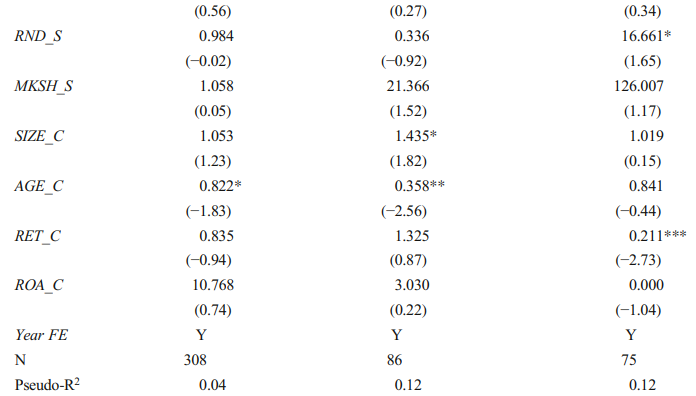 (0.56) (0.27) (0.34)
RND_S 0.984 0.336 16.661*
(−0.02) (−0.92) (1.65)
MKSH_S 1.058 21.366 126.007
(0.05) (1.52) (1.17)
SIZE_C 1.053 1.435* 1.019
(1.23) (1.82) (0.15)
AGE_C 0.822* 0.358** 0.841
(−1.83) (−2.56) (−0.44)
RET_C 0.835 1.325 0.211***
(−0.94) (0.87) (−2.73)
ROA_C 10.768 3.030 0.000
(0.74) (0.22) (−1.04)
Year FE Y Y Y
N 308 86 75
Pseudo-R² 0.04 0.12 0.12